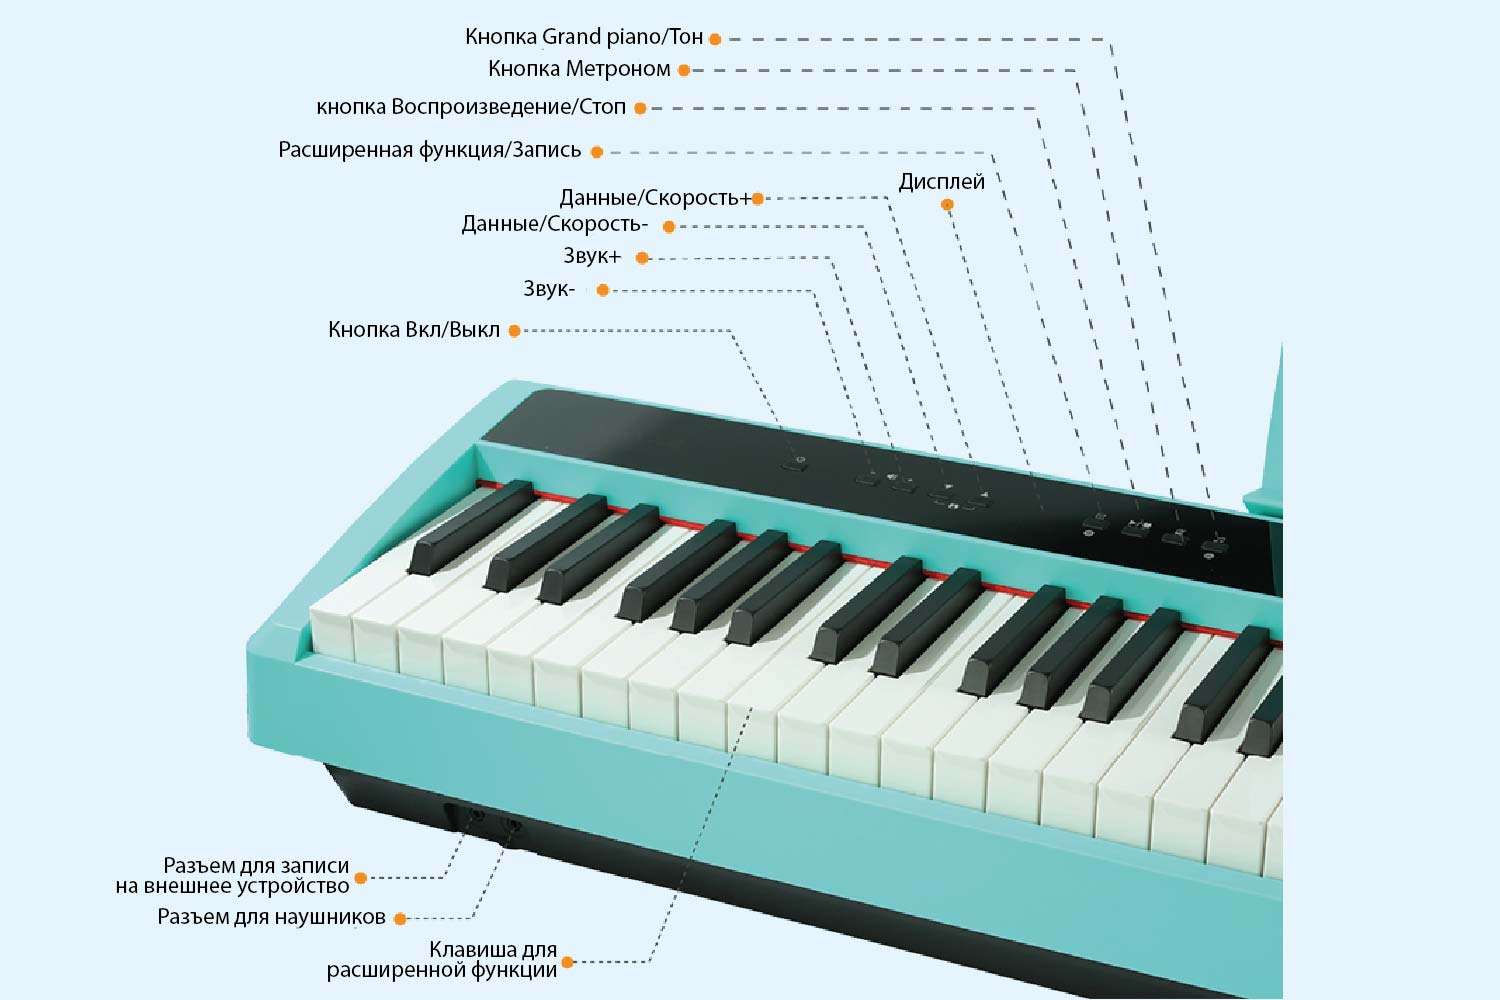 Кнопка Grand piano/Тон
Кнопка Метроном
кнопка Воспроизведение/Стоп
Расширенная функция/Запись
Дисплей
Данные/Скорость+
Данные/Скорость-
Звук+
Звук-
Кнопка Вкл/Выкл
Разъем для записи
на внешнее устройство
Разъем для наушников
Клавиша для
расширенной функции